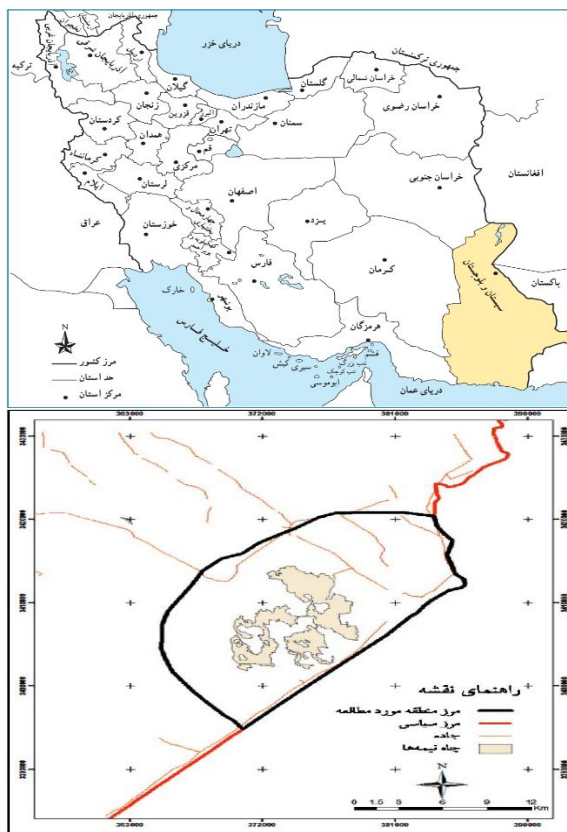 جمهوری آذربایجان
ترکیه
دریای خزر
جمهوری ترکمنستان
آذربایجان شرقی
گیلان
گلستان
خراسان شمالی
زنجان
مازندران
خراسان رضوی
قزوین
البرز
تهران
سمنان
کردستان
همدان
قم
کرمانشاه
مرکزی
افغانستان
ایلام
لرستان
اصفهان
خراسان جنوبی
عراق
خوزستان
یزد
فارس
کرمان
سیستان و بلوچستان
پاکستان
خارک
بوشهر
خلیج فارس
هرمزگان
لاوان
کیش
سیری
قشم
ابوموسی
دریای عمان
N
مرز کشور
حد استان
مرکز استان
363000 372000 381000 390000
راهنمای نقشه
مرز منطقه مورد مطالعه
مرز سیاسی
جاده
چاه نیمه‌ها
N
0 1.5 3 6 9 12
Km
363000 372000 381000 390000